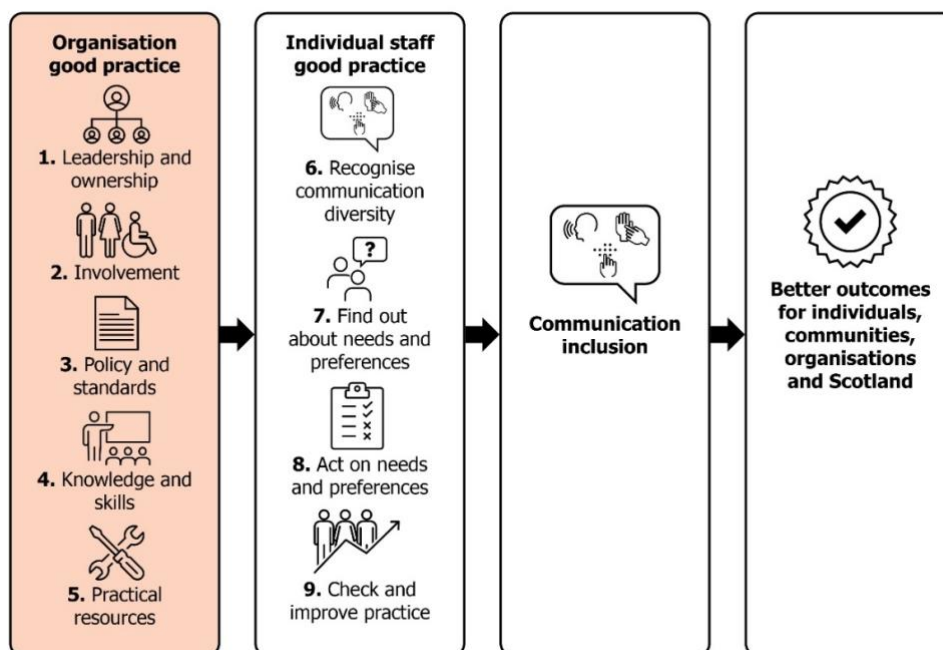 Organisation
good practice
1. Leadership and
ownership
2. Involvement
3. Policy and
standards
4. Knowledge and
skills
5. Practical
resources
Individual staff
good practice
6. Recognise
communication
diversity
?
7. Find out
about needs and
preferences
8. Act on needs
and preferences
9. Check and
improve practice
Communication
inclusion
Better outcomes
for individuals,
communities,
organisations
and Scotland